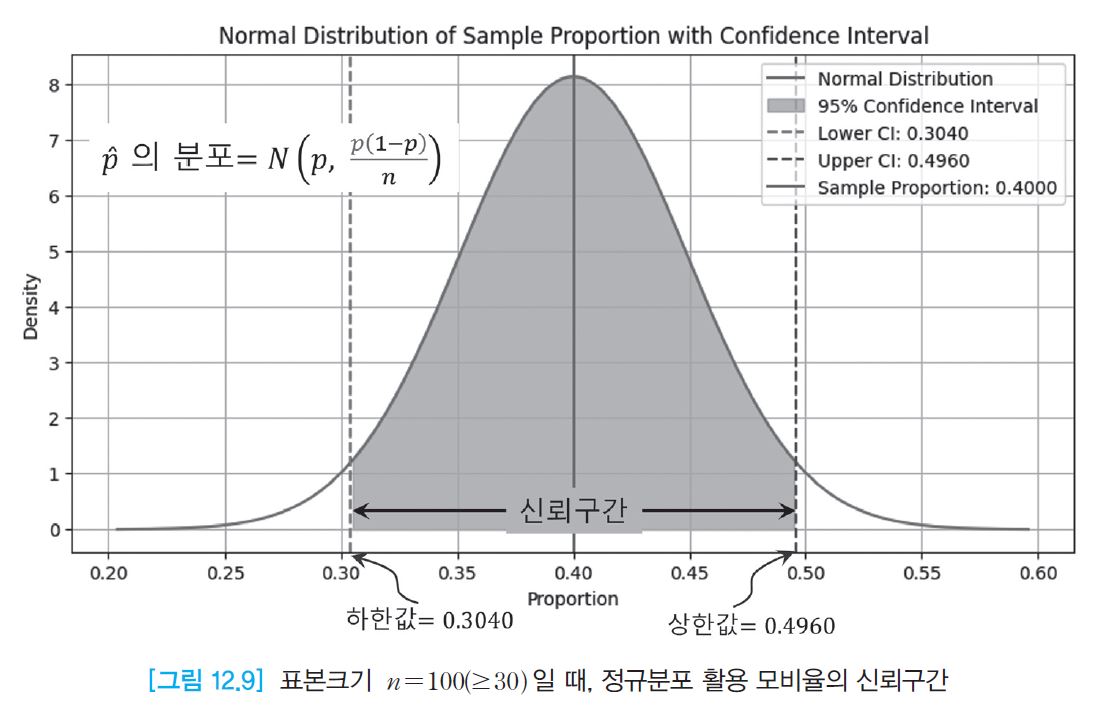 Normal Distribution of Sample Proportion with Confidence Interval
Normal Distribution
95% Confidence Interval
Lower CI: 0.3040
Upper CI: 0.4960
Sample Proportion: 0.4000
p̂ 의 분포= N(p, p(1−p)/n)
Density
8
7
6
5
4
3
2
1
0
신뢰구간
0.20 0.25 0.30 0.35 0.40 0.45 0.50 0.55 0.60
Proportion
하한값= 0.3040
상한값= 0.4960
[그림 12.9] 표본크기 n=100(≥30)일 때, 정규분포 활용 모비율의 신뢰구간